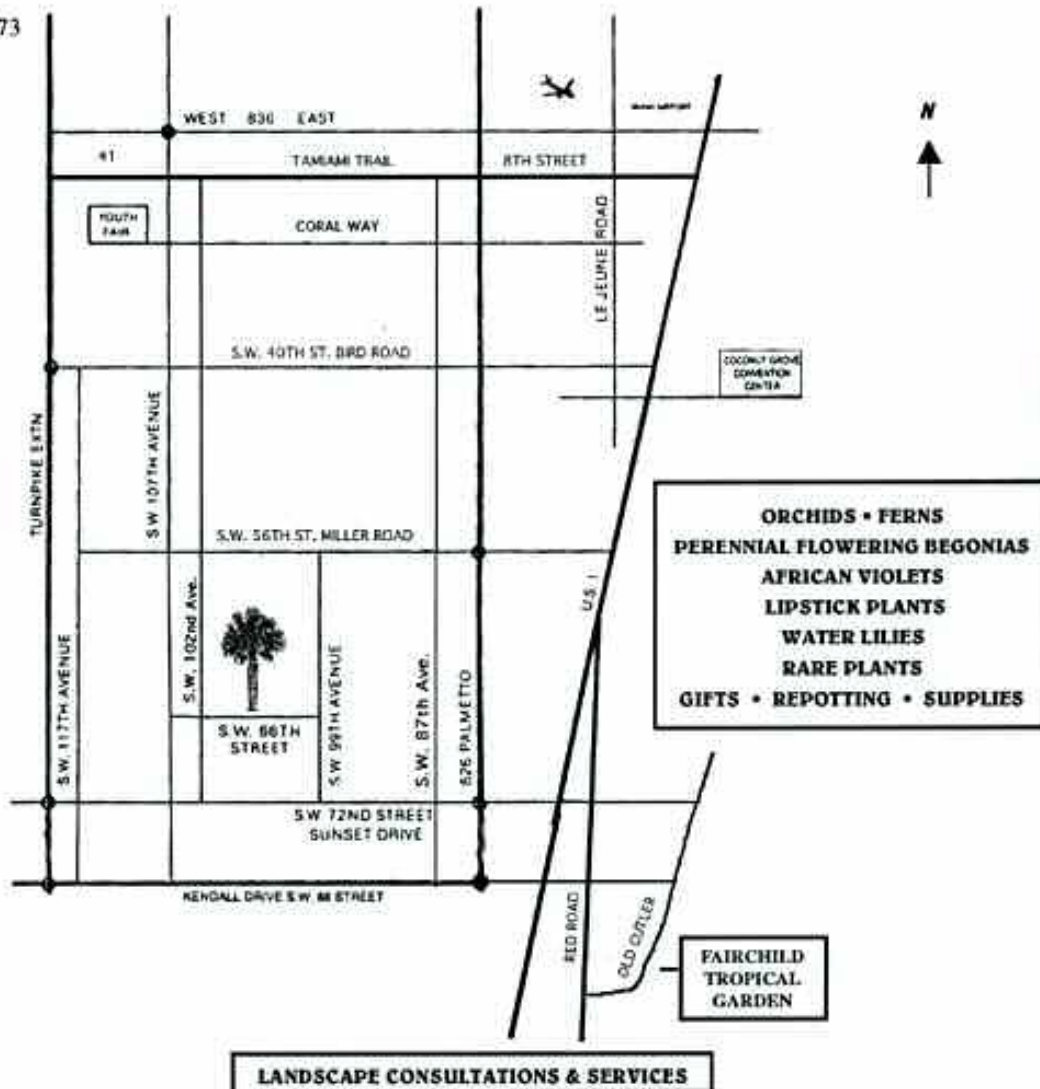 73
N
WEST 836 EAST
41
TAMIAMI TRAIL
8TH STREET
YOUTH
FAIR
CORAL WAY
LE JEUNE ROAD
S.W. 40TH ST. BIRD ROAD
COCONUT GROVE
CONVENTION
CENTER
TURNPIKE EXTN
S.W 107TH AVENUE
S.W. 56TH ST. MILLER ROAD
ORCHIDS • FERNS
PERENNIAL FLOWERING BEGONIAS
AFRICAN VIOLETS
LIPSTICK PLANTS
WATER LILIES
RARE PLANTS
GIFTS • REPOTTING • SUPPLIES
U.S. 1
S.W. 117TH AVENUE
S.W. 102nd Ave.
S.W. 66TH
STREET
S.W 99TH AVENUE
S.W. 87th Ave.
826 PALMETTO
S.W 72ND STREET
SUNSET DRIVE
KENDALL DRIVE S.W. 88 STREET
RED ROAD
OLD CUTLER
FAIRCHILD
TROPICAL
GARDEN
LANDSCAPE CONSULTATIONS & SERVICES